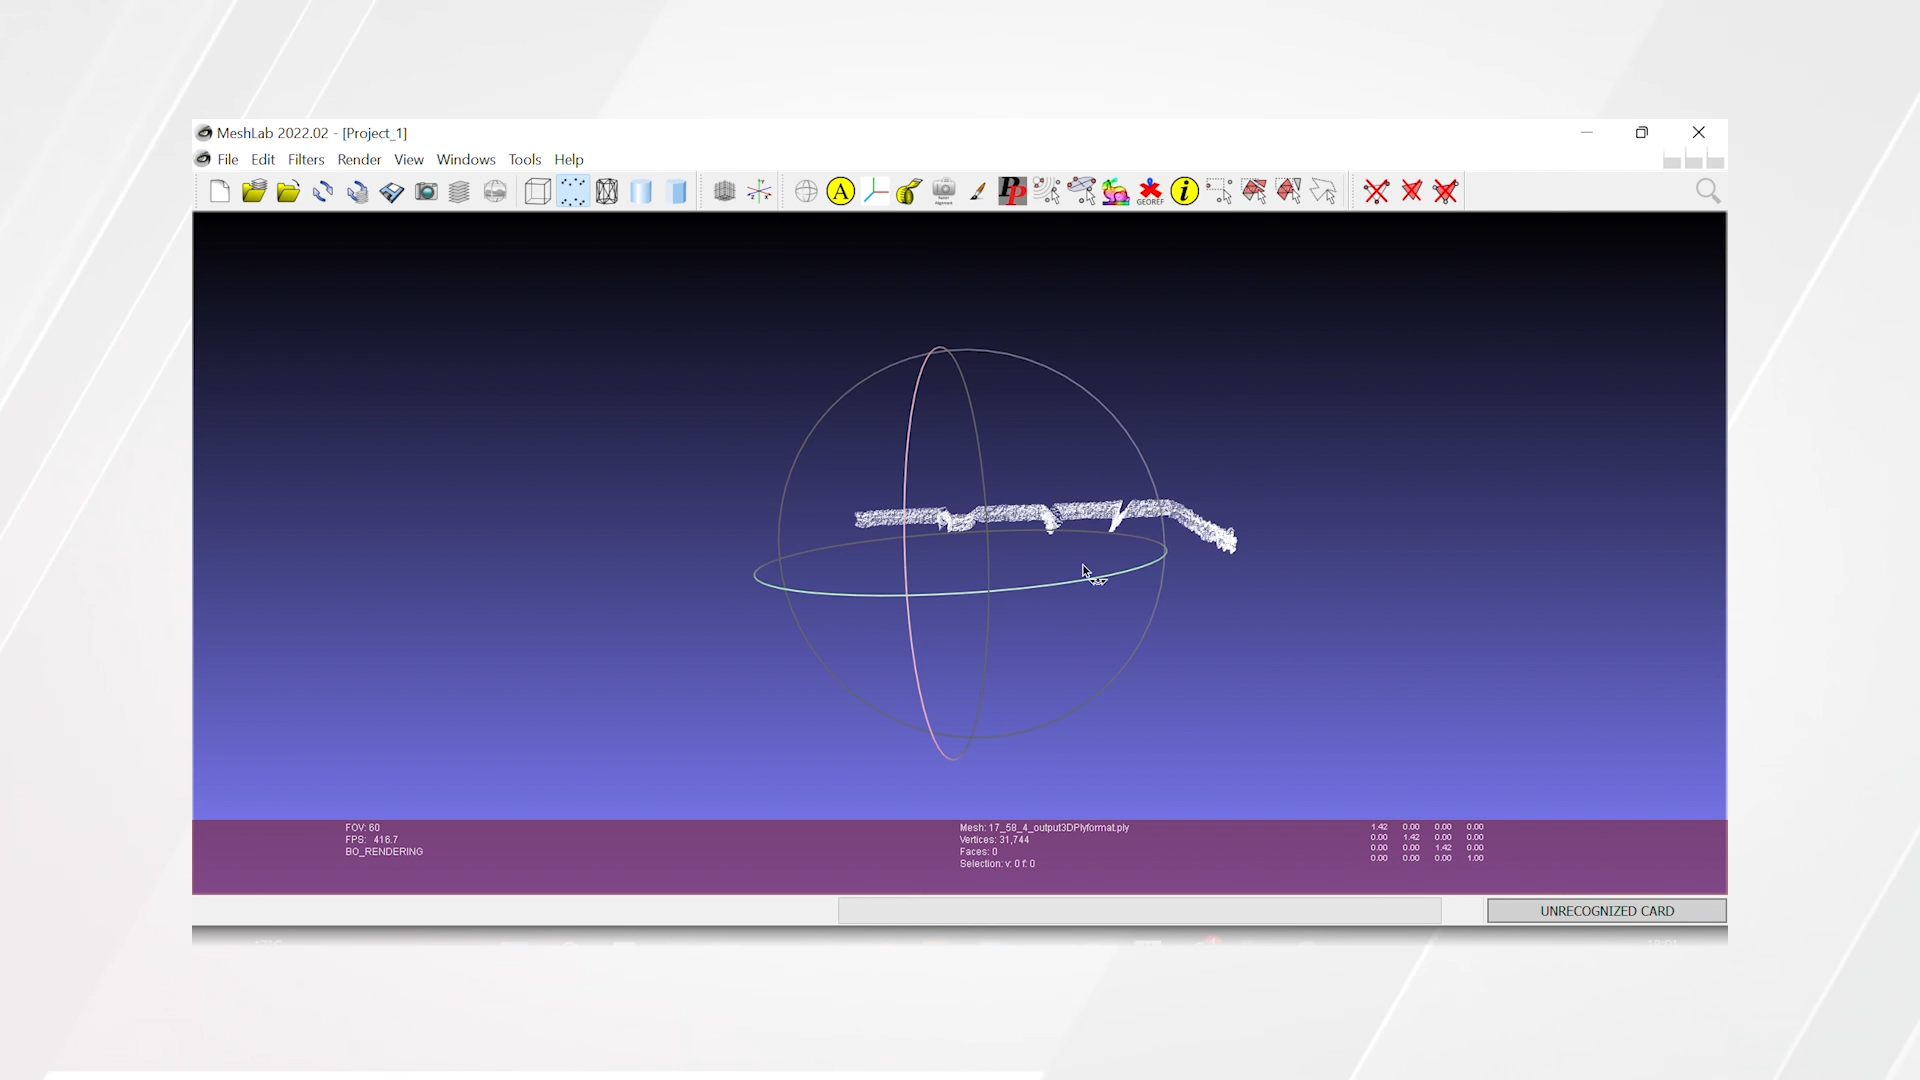 MeshLab 2022.02 - [Project_1]
File Edit Filters Render View Windows Tools Help
A
PP
GEOREF
i
FOV: 60
FPS: 416.7
BO_RENDERING
Mesh: 17_58_4_output3DPlyformat.ply
Vertices: 31,744
Faces: 0
Selection: v: 0 f: 0
1.42 0.00 0.00 0.00
0.00 1.42 0.00 0.00
0.00 0.00 1.42 0.00
0.00 0.00 0.00 1.00
UNRECOGNIZED CARD